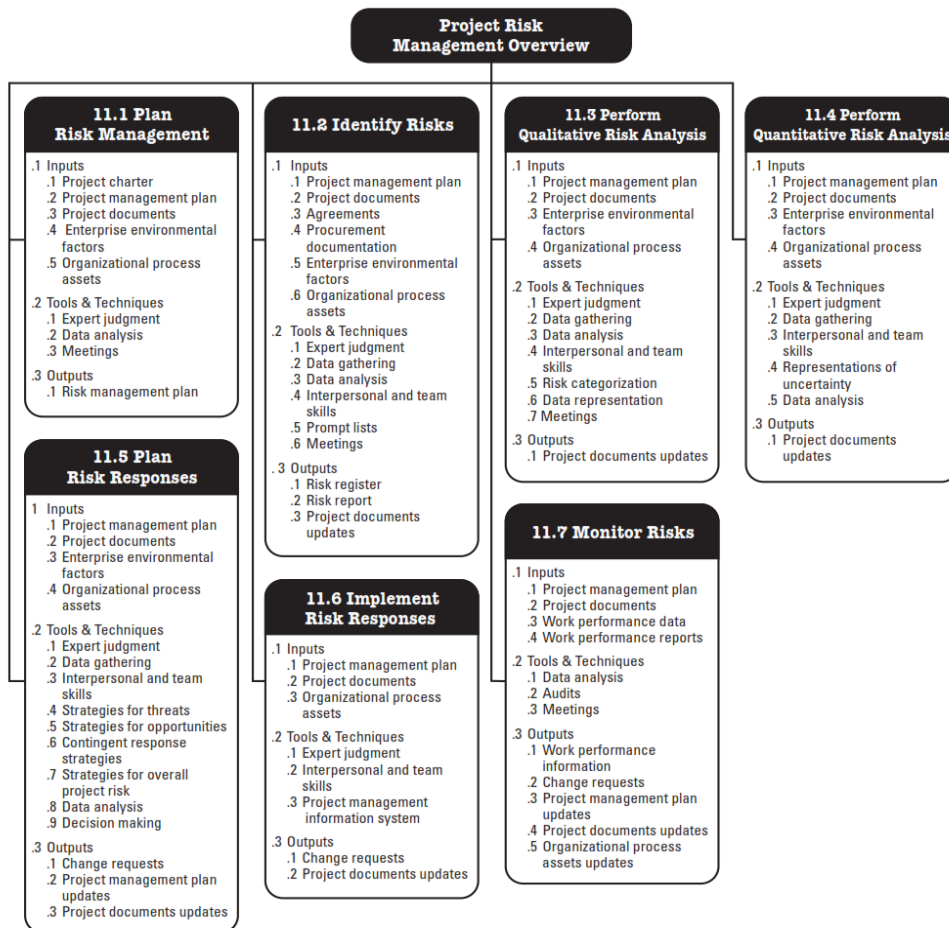 Project Risk
Management Overview
11.1 Plan
Risk Management
.1 Inputs
.1 Project charter
.2 Project management plan
.3 Project documents
.4 Enterprise environmental
factors
.5 Organizational process
assets
.2 Tools & Techniques
.1 Expert judgment
.2 Data analysis
.3 Meetings
.3 Outputs
.1 Risk management plan
11.2 Identify Risks
.1 Inputs
.1 Project management plan
.2 Project documents
.3 Agreements
.4 Procurement
documentation
.5 Enterprise environmental
factors
.6 Organizational process
assets
.2 Tools & Techniques
.1 Expert judgment
.2 Data gathering
.3 Data analysis
.4 Interpersonal and team
skills
.5 Prompt lists
.6 Meetings
. 3 Outputs
.1 Risk register
.2 Risk report
.3 Project documents
updates
11.3 Perform
Qualitative Risk Analysis
.1 Inputs
.1 Project management plan
.2 Project documents
.3 Enterprise environmental
factors
.4 Organizational process
assets
.2 Tools & Techniques
.1 Expert judgment
.2 Data gathering
.3 Data analysis
.4 Interpersonal and team
skills
.5 Risk categorization
.6 Data representation
.7 Meetings
.3 Outputs
.1 Project documents updates
11.4 Perform
Quantitative Risk Analysis
.1 Inputs
.1 Project management plan
.2 Project documents
.3 Enterprise environmental
factors
.4 Organizational process
assets
.2 Tools & Techniques
.1 Expert judgment
.2 Data gathering
.3 Interpersonal and team
skills
.4 Representations of
uncertainty
.5 Data analysis
.3 Outputs
.1 Project documents
updates
11.5 Plan
Risk Responses
1 Inputs
.1 Project management plan
.2 Project documents
.3 Enterprise environmental
factors
.4 Organizational process
assets
.2 Tools & Techniques
.1 Expert judgment
.2 Data gathering
.3 Interpersonal and team
skills
.4 Strategies for threats
.5 Strategies for opportunities
.6 Contingent response
strategies
.7 Strategies for overall
project risk
.8 Data analysis
.9 Decision making
.3 Outputs
.1 Change requests
.2 Project management plan
updates
.3 Project documents updates
11.6 Implement
Risk Responses
.1 Inputs
.1 Project management plan
.2 Project documents
.3 Organizational process
assets
.2 Tools & Techniques
.1 Expert judgment
.2 Interpersonal and team
skills
.3 Project management
information system
.3 Outputs
.1 Change requests
.2 Project documents updates
11.7 Monitor Risks
.1 Inputs
.1 Project management plan
.2 Project documents
.3 Work performance data
.4 Work performance reports
.2 Tools & Techniques
.1 Data analysis
.2 Audits
.3 Meetings
.3 Outputs
.1 Work performance
information
.2 Change requests
.3 Project management plan
updates
.4 Project documents updates
.5 Organizational process
assets updates